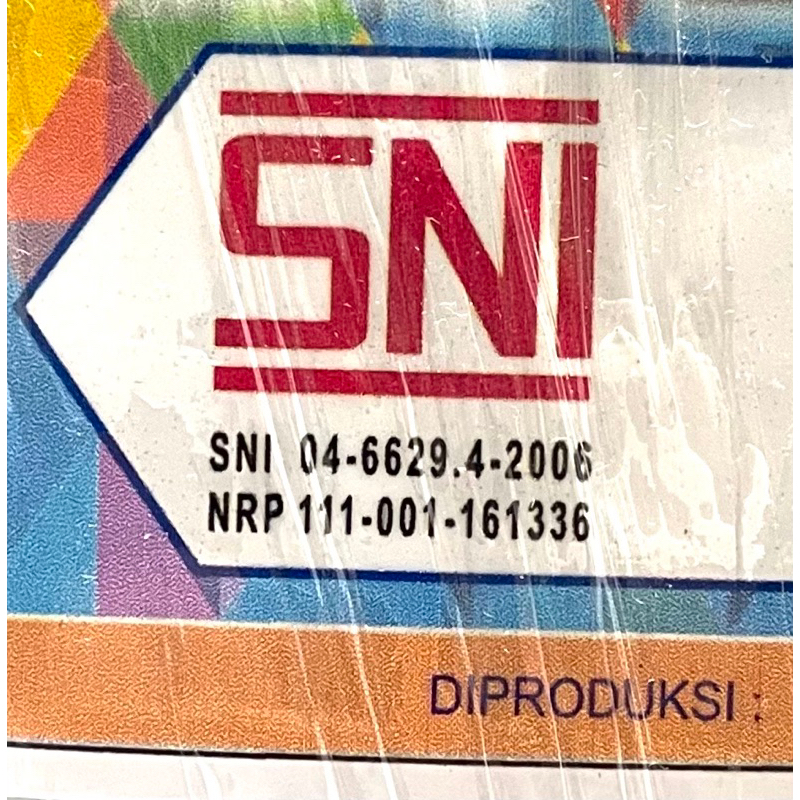 SNI
SNI 04-6629.4-2006
NRP 111-001-161336
DIPRODUKSI :